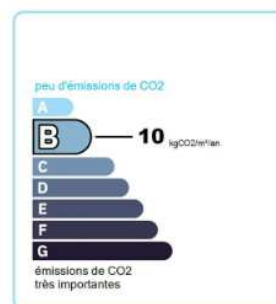 peu d'émissions de CO2
A
B 10 kgCO2/m²/an
C
D
E
F
G
émissions de CO2
très importantes